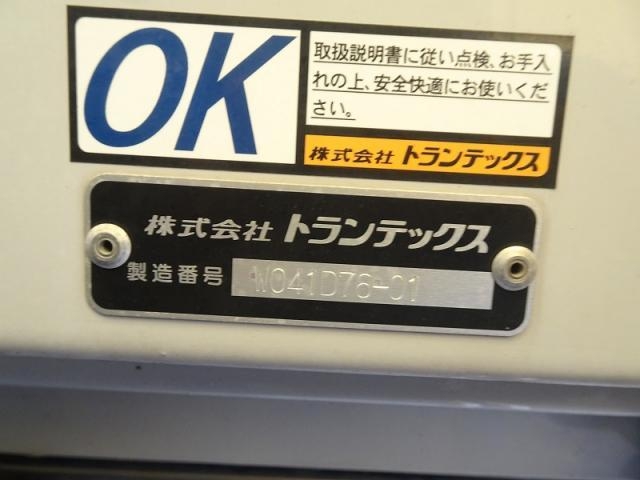 OK
取扱説明書に従い点検、お手入
れの上、安全快適にお使いくだ
さい。
株式会社 トランテックス
株式会社 トランテックス
製造番号 W041D76-01